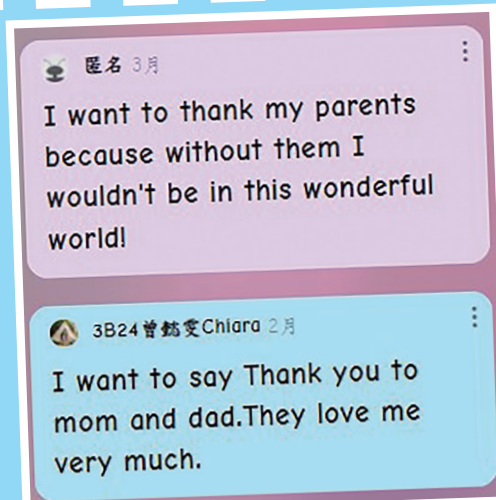 匿名 3月
I want to thank my parents
because without them I
wouldn't be in this wonderful
world!
3B24曾懿雯Chiara 2月
I want to say Thank you to
mom and dad.They love me
very much.